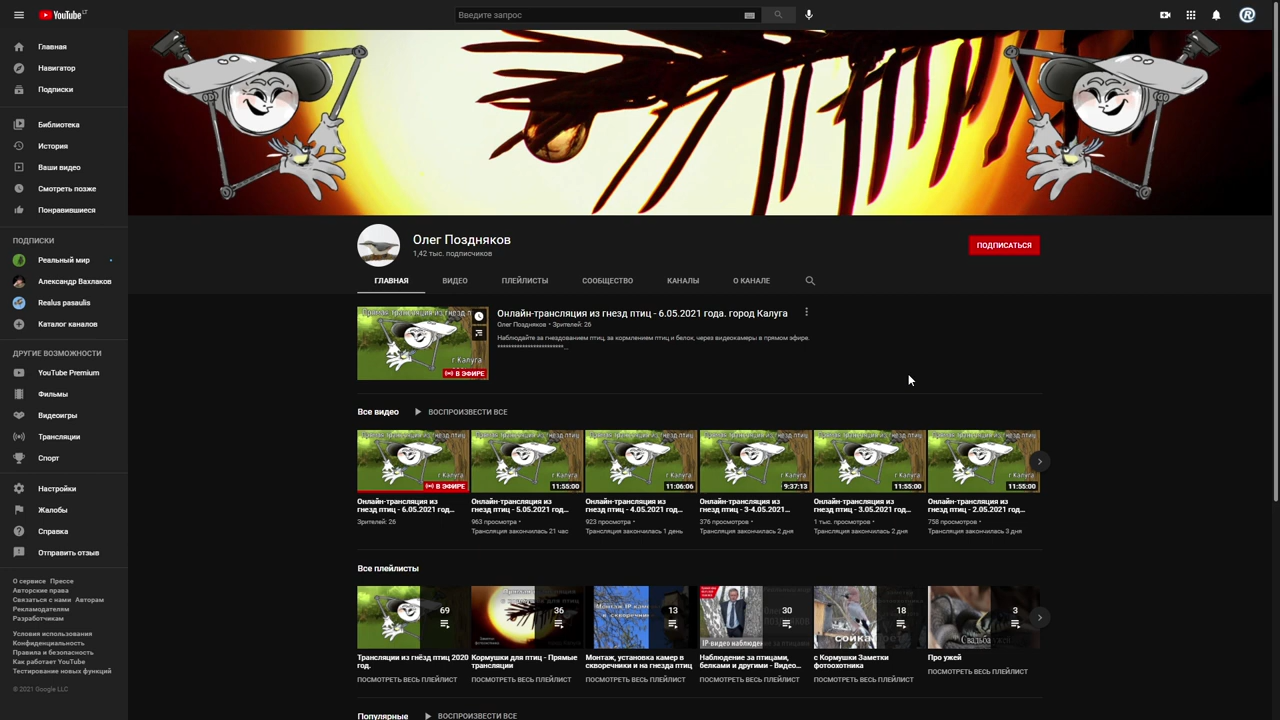 YouTube LT
Введите запрос
Главная
Навигатор
Подписки
Библиотека
История
Ваши видео
Смотреть позже
Понравившиеся
ПОДПИСКИ
Реальный мир
Александр Вахлаков
Realus pasaulis
Каталог каналов
ДРУГИЕ ВОЗМОЖНОСТИ
YouTube Premium
Фильмы
Видеоигры
Трансляции
Спорт
Настройки
Жалобы
Справка
Отправить отзыв
О сервисе Прессе
Авторские права
Связаться с нами Авторам
Рекламодателям
Разработчикам
Условия использования
Конфиденциальность
Правила и безопасность
Как работает YouTube
Тестирование новых функций
© 2021 Google LLC
Олег Поздняков
1,42 тыс. подписчиков
ПОДПИСАТЬСЯ
ГЛАВНАЯ ВИДЕО ПЛЕЙЛИСТЫ СООБЩЕСТВО КАНАЛЫ О КАНАЛЕ
г Калуга
В ЭФИРЕ
Онлайн-трансляция из гнезд птиц - 6.05.2021 года. город Калуга
Олег Поздняков • Зрителей: 26
Наблюдайте за гнездованием птиц, за кормлением птиц и белок, через видеокамеры в прямом эфире.
Все видео ВОСПРОИЗВЕСТИ ВСЕ
г Калуга г Калуга г Калуга г Калуга г Калуга г Калуга
В ЭФИРЕ 11:55:00 11:06:06 9:37:13 11:55:00 11:55:00
Онлайн-трансляция из гнезд птиц - 6.05.2021 год...
Зрителей: 26
Онлайн-трансляция из гнезд птиц - 5.05.2021 год...
963 просмотра •
Трансляция закончилась 21 час
Онлайн-трансляция из гнезд птиц - 4.05.2021 год...
923 просмотра •
Трансляция закончилась 1 день
Онлайн-трансляция из гнезд птиц - 3-4.05.2021...
376 просмотров •
Трансляция закончилась 2 дня
Онлайн-трансляция из гнезд птиц - 3.05.2021 год...
1 тыс. просмотров •
Трансляция закончилась 2 дня
Онлайн-трансляция из гнезд птиц - 2.05.2021 год...
758 просмотров •
Трансляция закончилась 3 дня
Все плейлисты
69 36 13 30 18 3
Трансляции из гнёзд птиц 2020 год.
ПОСМОТРЕТЬ ВЕСЬ ПЛЕЙЛИСТ
Кормушки для птиц - Прямые трансляции
ПОСМОТРЕТЬ ВЕСЬ ПЛЕЙЛИСТ
Монтаж, установка камер в скворечники и на гнезда птиц
ПОСМОТРЕТЬ ВЕСЬ ПЛЕЙЛИСТ
Наблюдение за птицами, белками и другими - Видео...
ПОСМОТРЕТЬ ВЕСЬ ПЛЕЙЛИСТ
с Кормушки Заметки фотоохотника
ПОСМОТРЕТЬ ВЕСЬ ПЛЕЙЛИСТ
Про ужей
ПОСМОТРЕТЬ ВЕСЬ ПЛЕЙЛИСТ
Популярные ВОСПРОИЗВЕСТИ ВСЕ